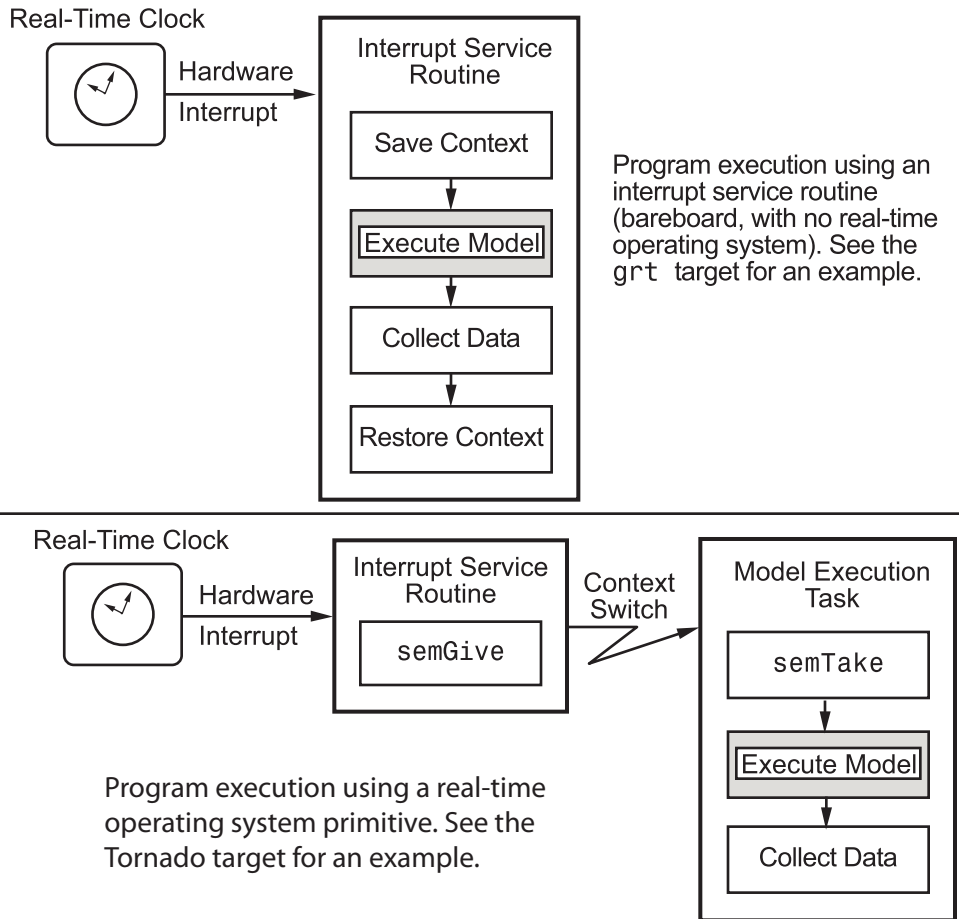 Real-Time Clock
Hardware
Interrupt
Interrupt Service
Routine
Save Context
Execute Model
Collect Data
Restore Context
Program execution using an
interrupt service routine
(bareboard, with no real-time
operating system). See the
grt target for an example.
Real-Time Clock
Hardware
Interrupt
Interrupt Service
Routine
semGive
Context
Switch
Model Execution
Task
semTake
Execute Model
Collect Data
Program execution using a real-time
operating system primitive. See the
Tornado target for an example.